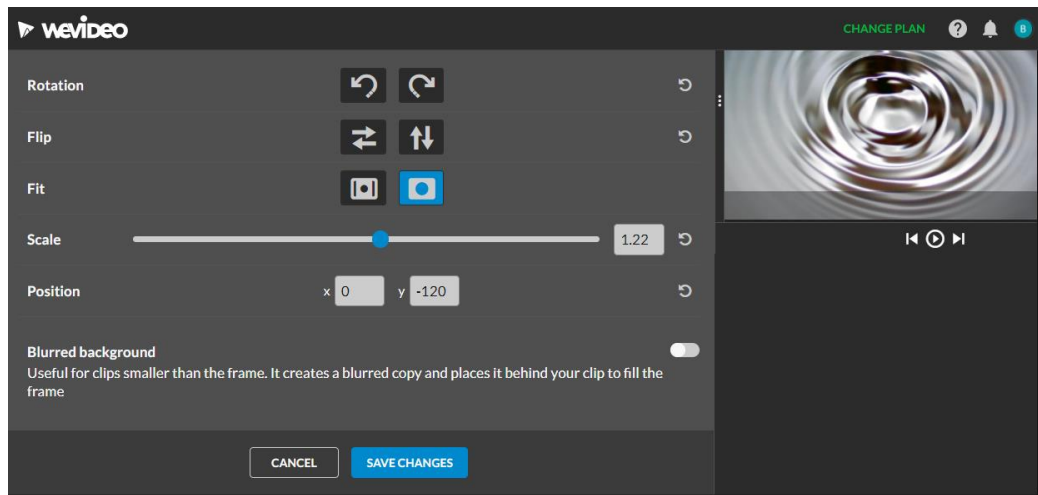 WeVideo
CHANGE PLAN
B
Rotation
Flip
Fit
Scale
1.22
Position
x 0 y -120
Blurred background
Useful for clips smaller than the frame. It creates a blurred copy and places it behind your clip to fill the
frame
CANCEL SAVE CHANGES